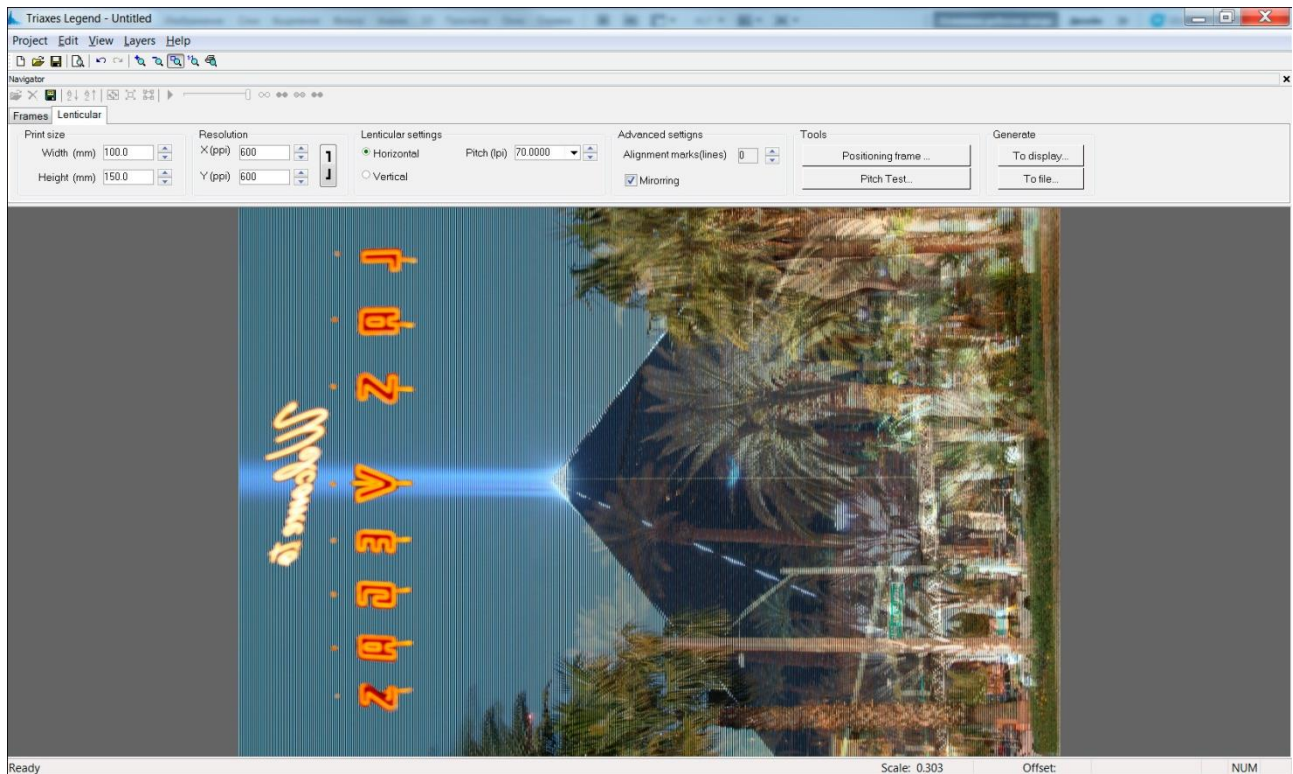 Triaxes Legend - Untitled
Project Edit View Layers Help
Navigator
Frames Lenticular
Print size
Width (mm) 100.0
Height (mm) 150.0
Resolution
X (ppi) 600
Y (ppi) 600
Lenticular settings
Horizontal
Vertical
Pitch (lpi) 70.0000
Advanced settigns
Alignment marks(lines) 0
Mirorring
Tools
Positioning frame ...
Pitch Test...
Generate
To display...
To file...
Welcome to
LAS VEGAS
Ready
Scale: 0.303
Offset:
NUM